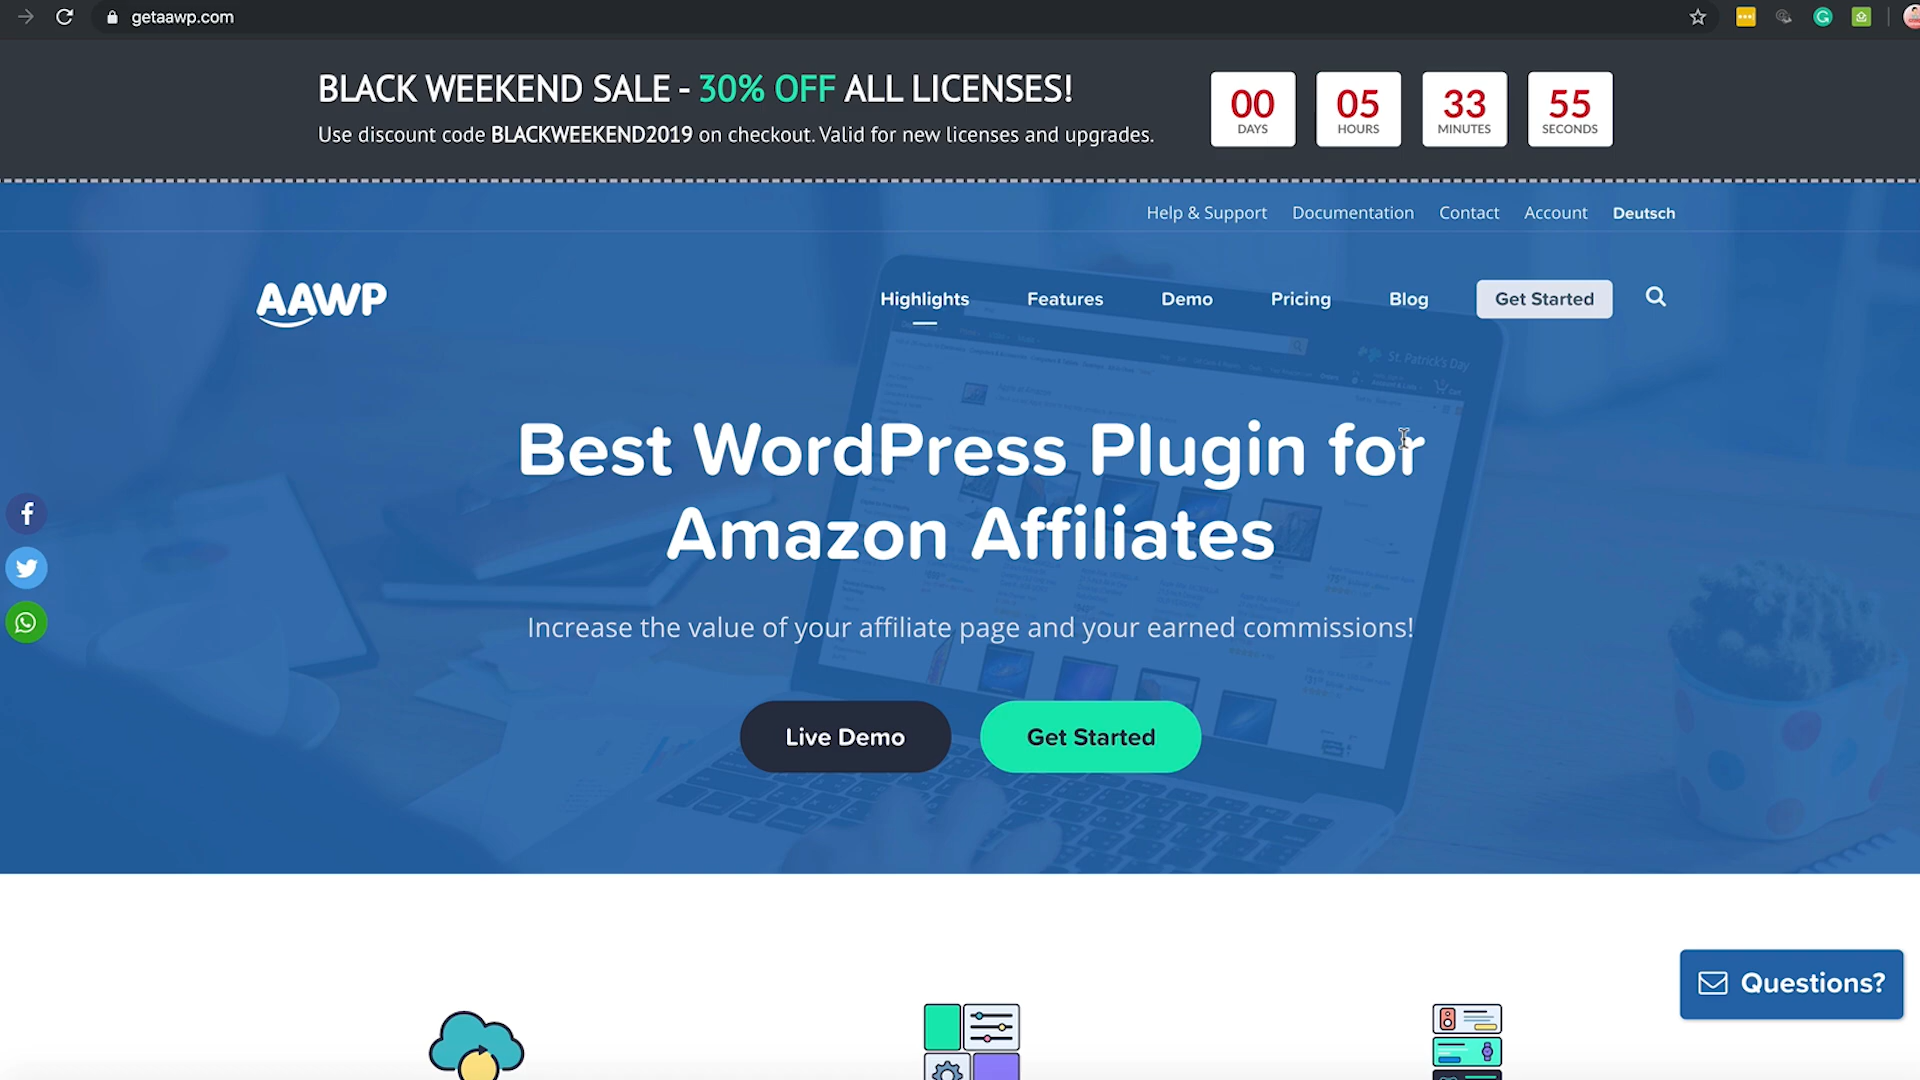 getaawp.com
BLACK WEEKEND SALE - 30% OFF ALL LICENSES!
Use discount code BLACKWEEKEND2019 on checkout. Valid for new licenses and upgrades.
00 05 33 55
DAYS HOURS MINUTES SECONDS
Help & Support Documentation Contact Account Deutsch
AAWP
Highlights Features Demo Pricing Blog Get Started
St. Patrick's Day
Best WordPress Plugin for
Amazon Affiliates
Increase the value of your affiliate page and your earned commissions!
Live Demo Get Started
Questions?